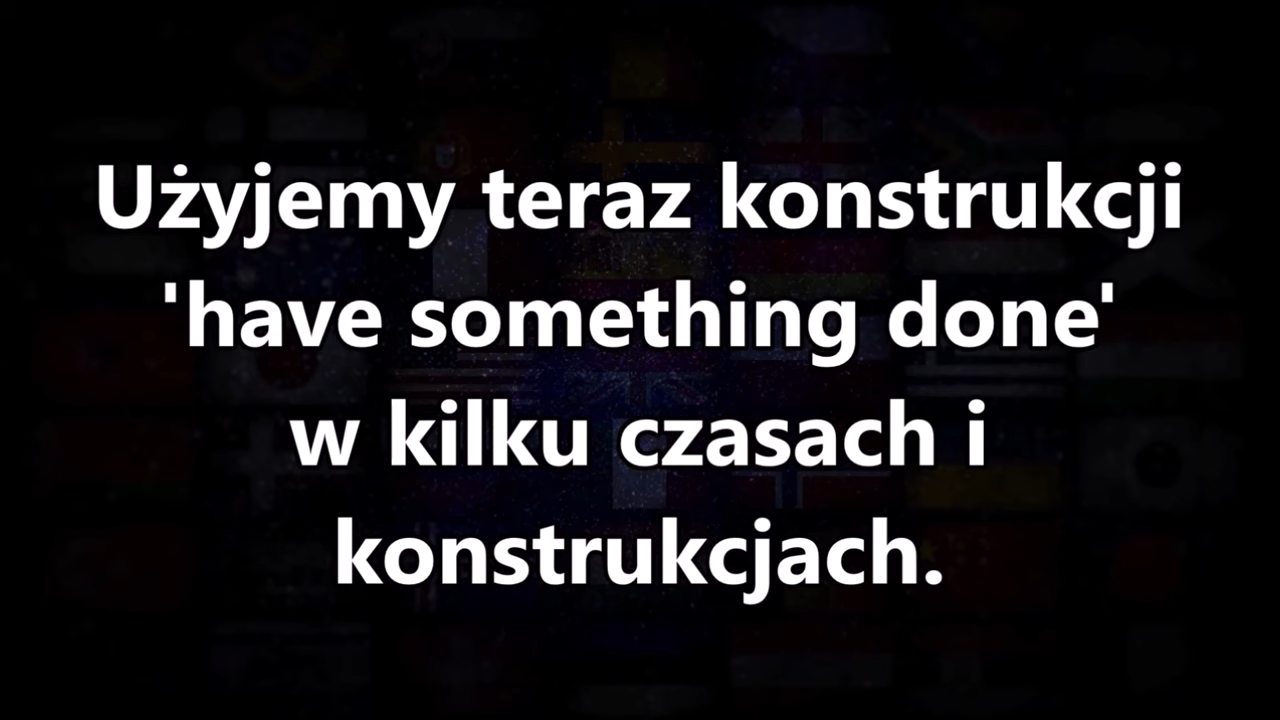 Użyjemy teraz konstrukcji
'have something done'
w kilku czasach i
konstrukcjach.